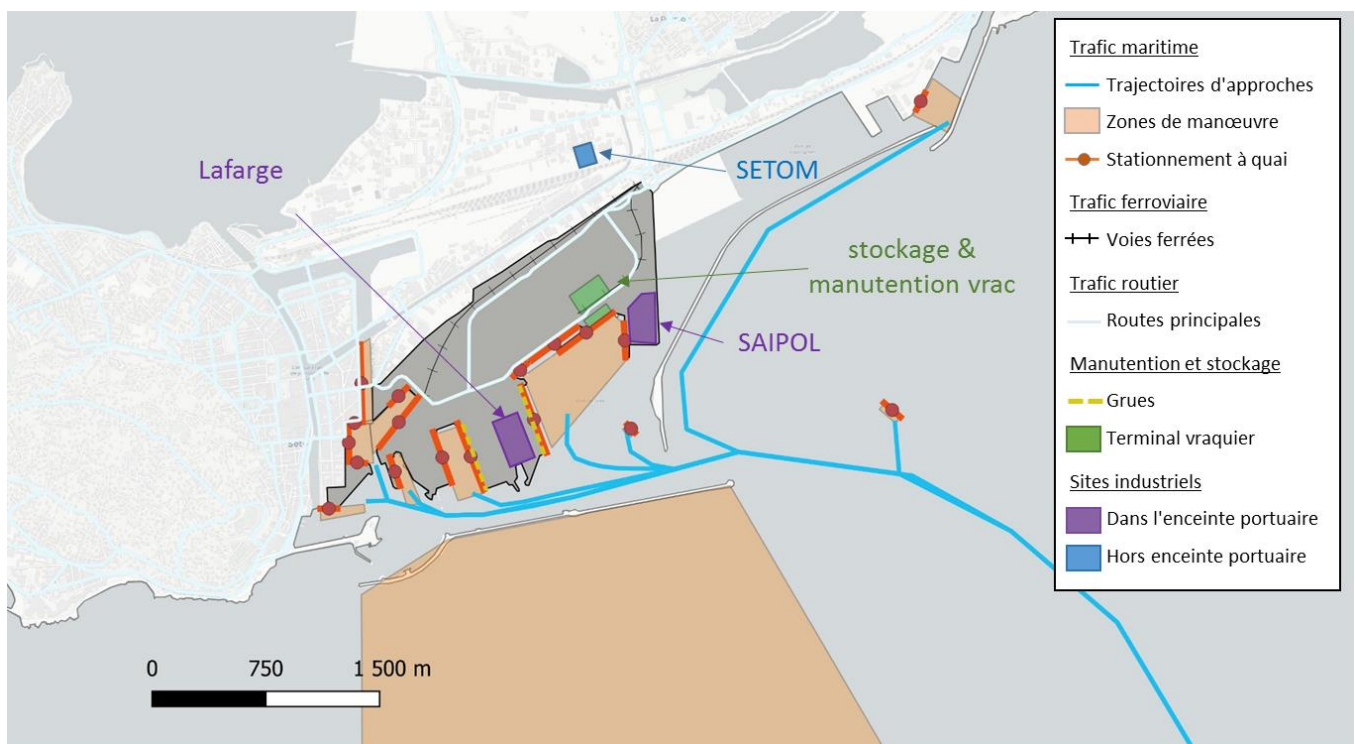 Lafarge
SETOM
stockage &
manutention vrac
SAIPOL
0 750 1 500 m
Trafic maritime
Trajectoires d'approches
Zones de manœuvre
Stationnement à quai
Trafic ferroviaire
Voies ferrées
Trafic routier
Routes principales
Manutention et stockage
Grues
Terminal vraquier
Sites industriels
Dans l'enceinte portuaire
Hors enceinte portuaire